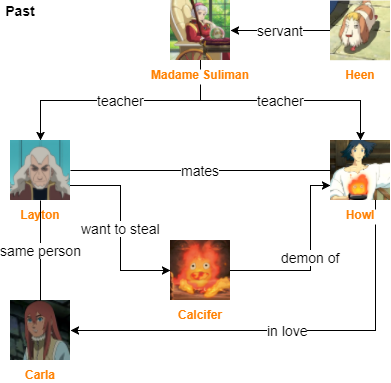 Past
servant
Madame Suliman
Heen
teacher
teacher
mates
Layton
Howl
want to steal
same person
demon of
Calcifer
in love
Carla